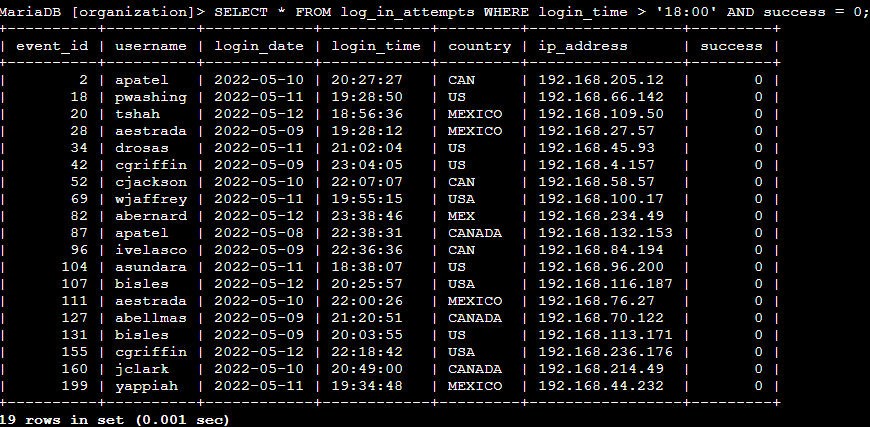 MariaDB [organization]> SELECT * FROM log_in_attempts WHERE login_time > '18:00' AND success = 0;
+----------+----------+------------+------------+---------+-----------------+---------+
| event_id | username | login_date | login_time | country | ip_address      | success |
+----------+----------+------------+------------+---------+-----------------+---------+
|        2 | apatel   | 2022-05-10 | 20:27:27   | CAN     | 192.168.205.12  |       0 |
|       18 | pwashing | 2022-05-11 | 19:28:50   | US      | 192.168.66.142  |       0 |
|       20 | tshah    | 2022-05-12 | 18:56:36   | MEXICO  | 192.168.109.50  |       0 |
|       28 | aestrada | 2022-05-09 | 19:28:12   | MEXICO  | 192.168.27.57   |       0 |
|       34 | drosas   | 2022-05-11 | 21:02:04   | US      | 192.168.45.93   |       0 |
|       42 | cgriffin | 2022-05-09 | 23:04:05   | US      | 192.168.4.157   |       0 |
|       52 | cjackson | 2022-05-10 | 22:07:07   | CAN     | 192.168.58.57   |       0 |
|       69 | wjaffrey | 2022-05-11 | 19:55:15   | USA     | 192.168.100.17  |       0 |
|       82 | abernard | 2022-05-12 | 23:38:46   | MEX     | 192.168.234.49  |       0 |
|       87 | apatel   | 2022-05-08 | 22:38:31   | CANADA  | 192.168.132.153 |       0 |
|       96 | ivelasco | 2022-05-09 | 22:36:36   | CAN     | 192.168.84.194  |       0 |
|      104 | asundara | 2022-05-11 | 18:38:07   | US      | 192.168.96.200  |       0 |
|      107 | bisles   | 2022-05-12 | 20:25:57   | USA     | 192.168.116.187 |       0 |
|      111 | aestrada | 2022-05-10 | 22:00:26   | MEXICO  | 192.168.76.27   |       0 |
|      127 | abellmas | 2022-05-09 | 21:20:51   | CANADA  | 192.168.70.122  |       0 |
|      131 | bisles   | 2022-05-09 | 20:03:55   | US      | 192.168.113.171 |       0 |
|      155 | cgriffin | 2022-05-12 | 22:18:42   | USA     | 192.168.236.176 |       0 |
|      160 | jclark   | 2022-05-10 | 20:49:00   | CANADA  | 192.168.214.49  |       0 |
|      199 | yappiah  | 2022-05-11 | 19:34:48   | MEXICO  | 192.168.44.232  |       0 |
+----------+----------+------------+------------+---------+-----------------+---------+
19 rows in set (0.001 sec)